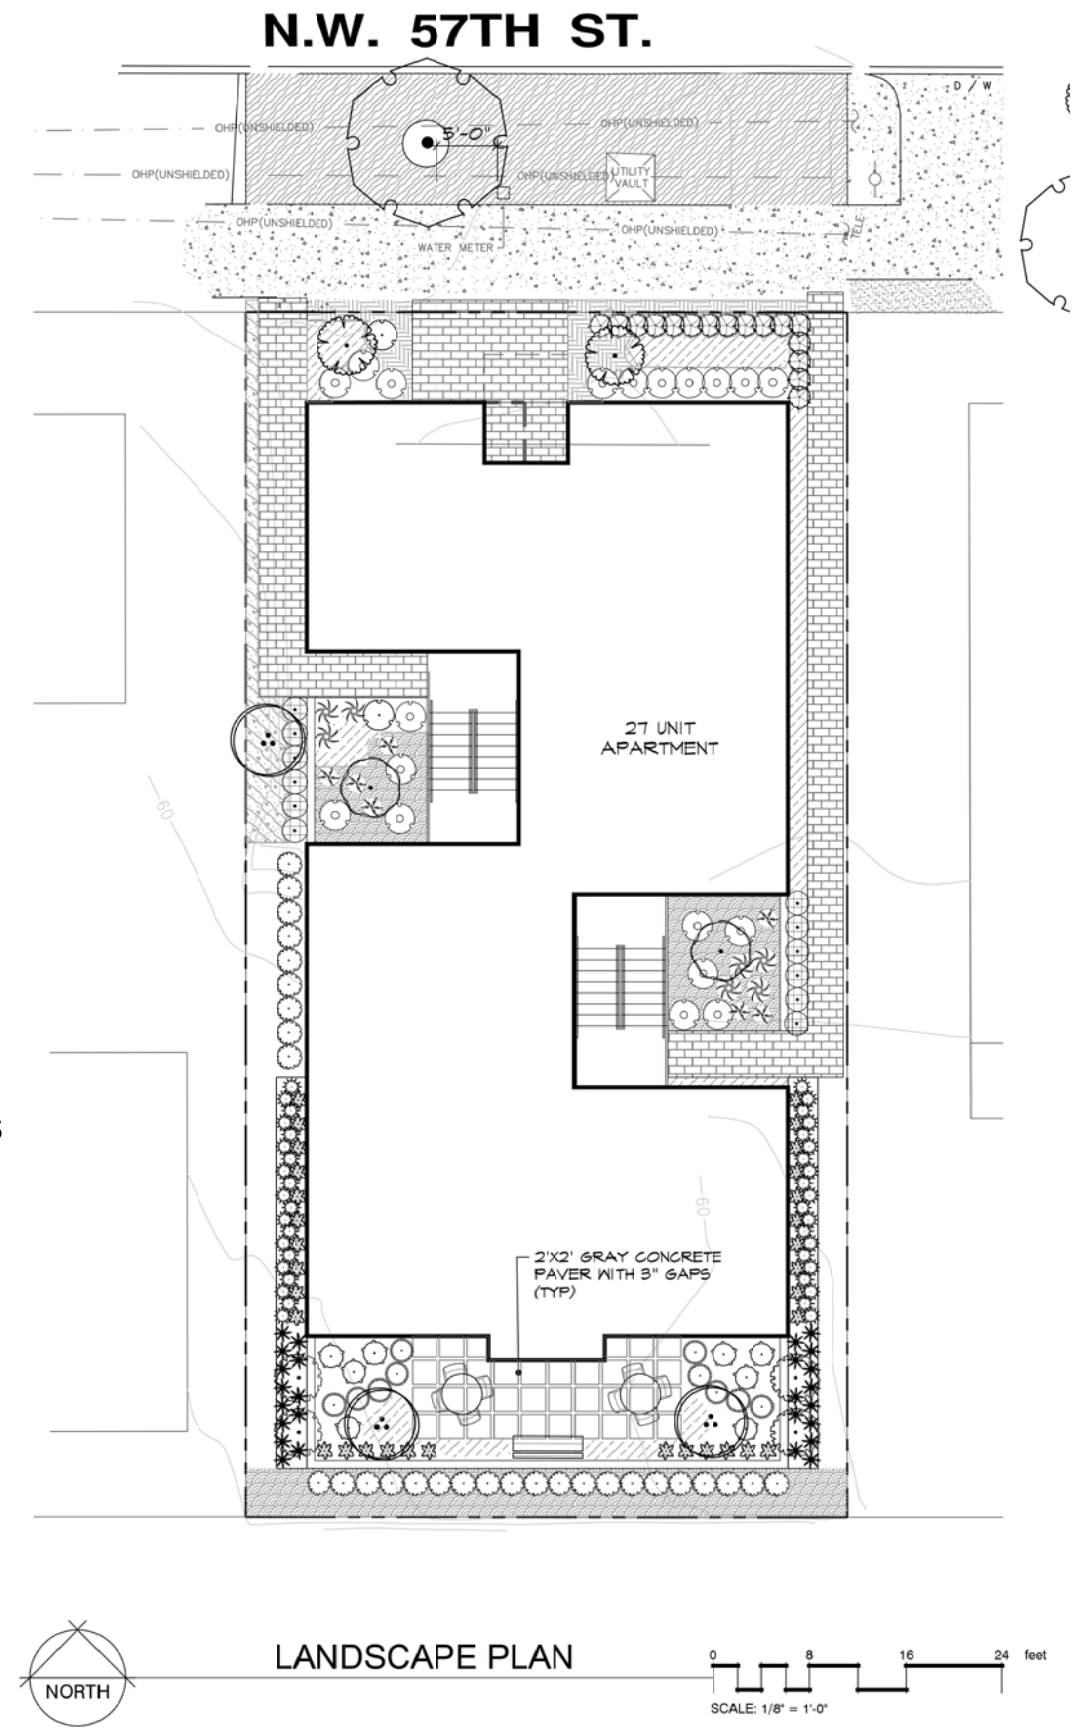 N.W. 57TH ST.
D / W
OHP(UNSHIELDED)
5'-0"
OHP(UNSHIELDED)
OHP(UNSHIELDED)
OHP(UNSHIELDED)
UTILITY
VAULT
OHP(UNSHIELDED)
OHP(UNSHIELDED)
TELE
WATER METER
27 UNIT
APARTMENT
60
60
2'X2' GRAY CONCRETE
PAVER WITH 3" GAPS
(TYP)
NORTH
LANDSCAPE PLAN
0 8 16 24 feet
SCALE: 1/8" = 1'-0"